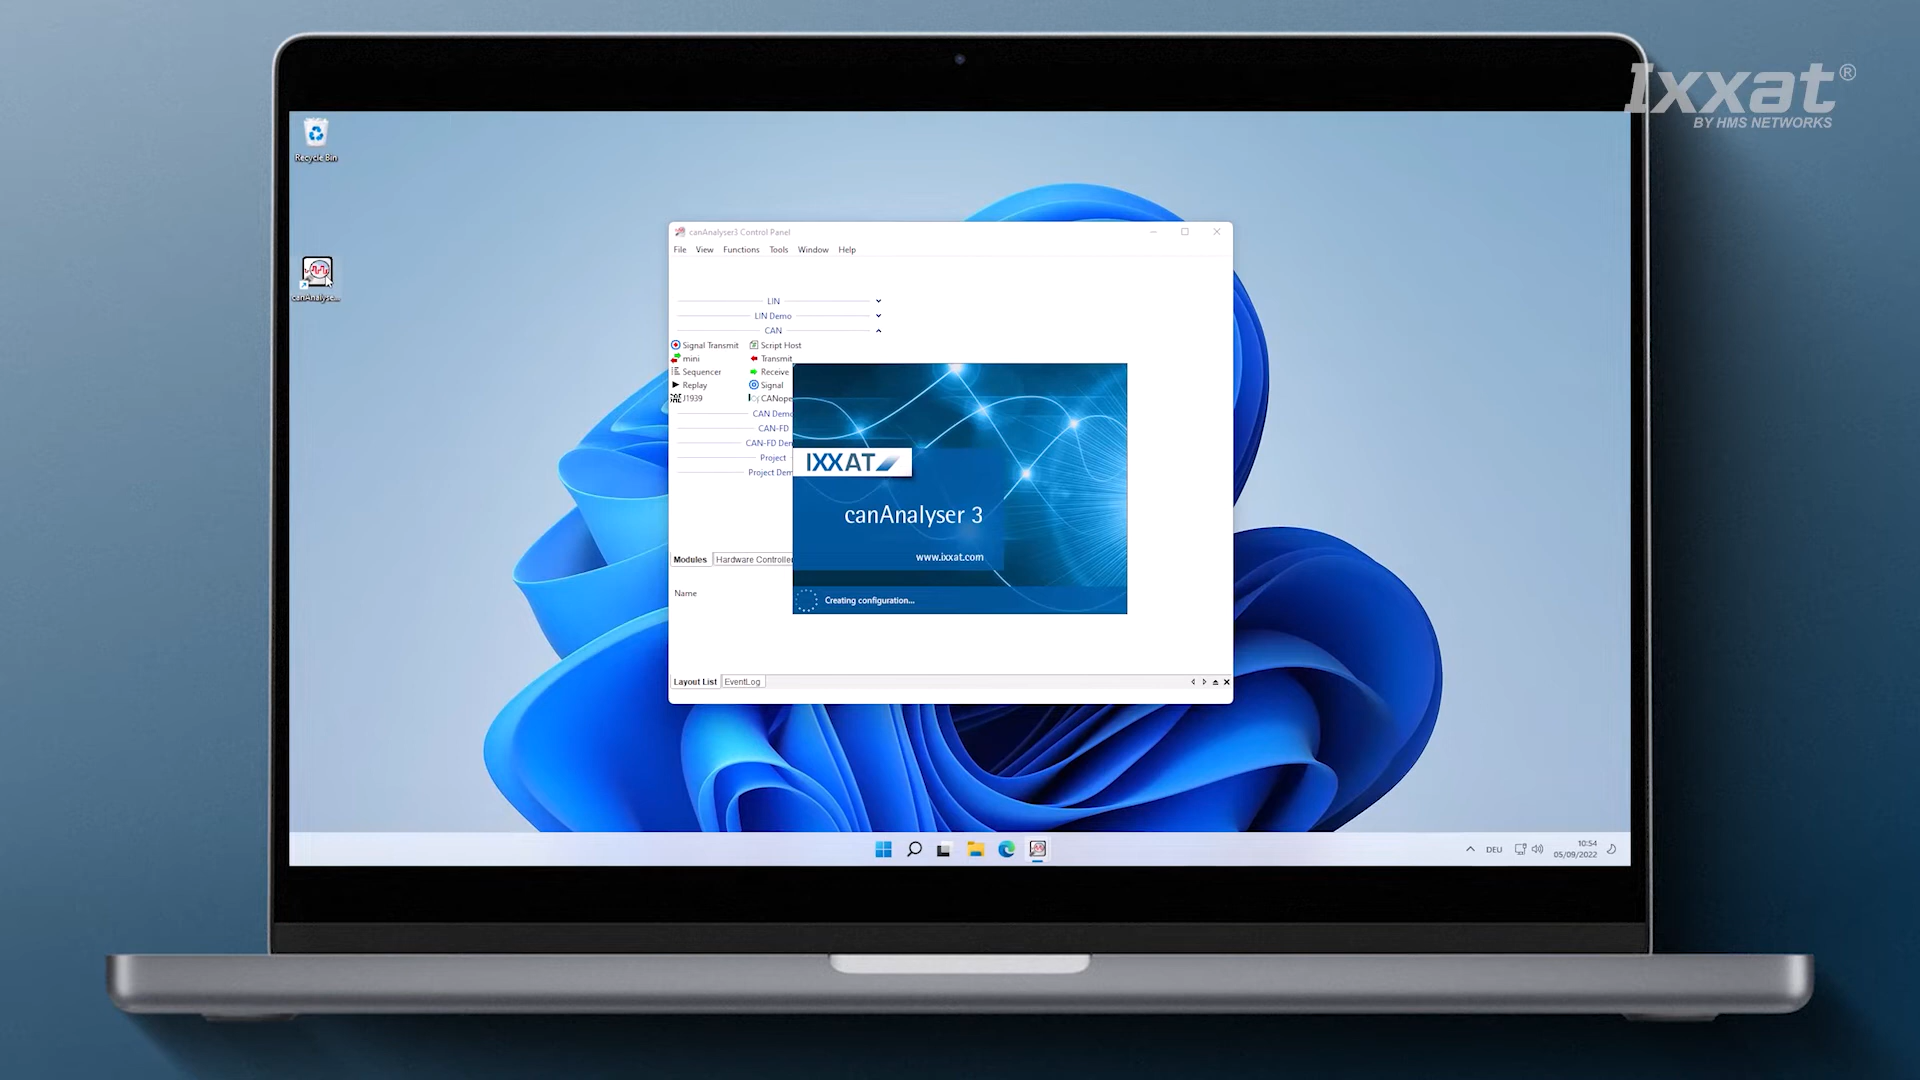 Ixxat®
BY HMS NETWORKS
Recycle Bin
canAnalyse...
canAnalyser3 Control Panel
File View Functions Tools Window Help
LIN
LIN Demo
CAN
Signal Transmit Script Host
mini Transmit
Sequencer Receive
Replay Signal
J1939 CANope
CAN Demo
CAN-FD
CAN-FD Dem
Project
Project Dem
IXXAT
canAnalyser 3
www.ixxat.com
Creating configuration...
Modules Hardware Controller
Name
Layout List EventLog
DEU
10:54
05/09/2022